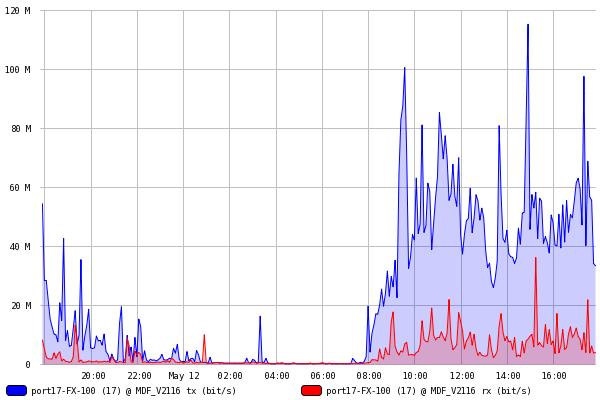 120 M
100 M
80 M
60 M
40 M
20 M
0
20:00 22:00 May 12 02:00 04:00 06:00 08:00 10:00 12:00 14:00 16:00
port17-FX-100 (17) @ MDF_V2116 tx (bit/s) port17-FX-100 (17) @ MDF_V2116 rx (bit/s)